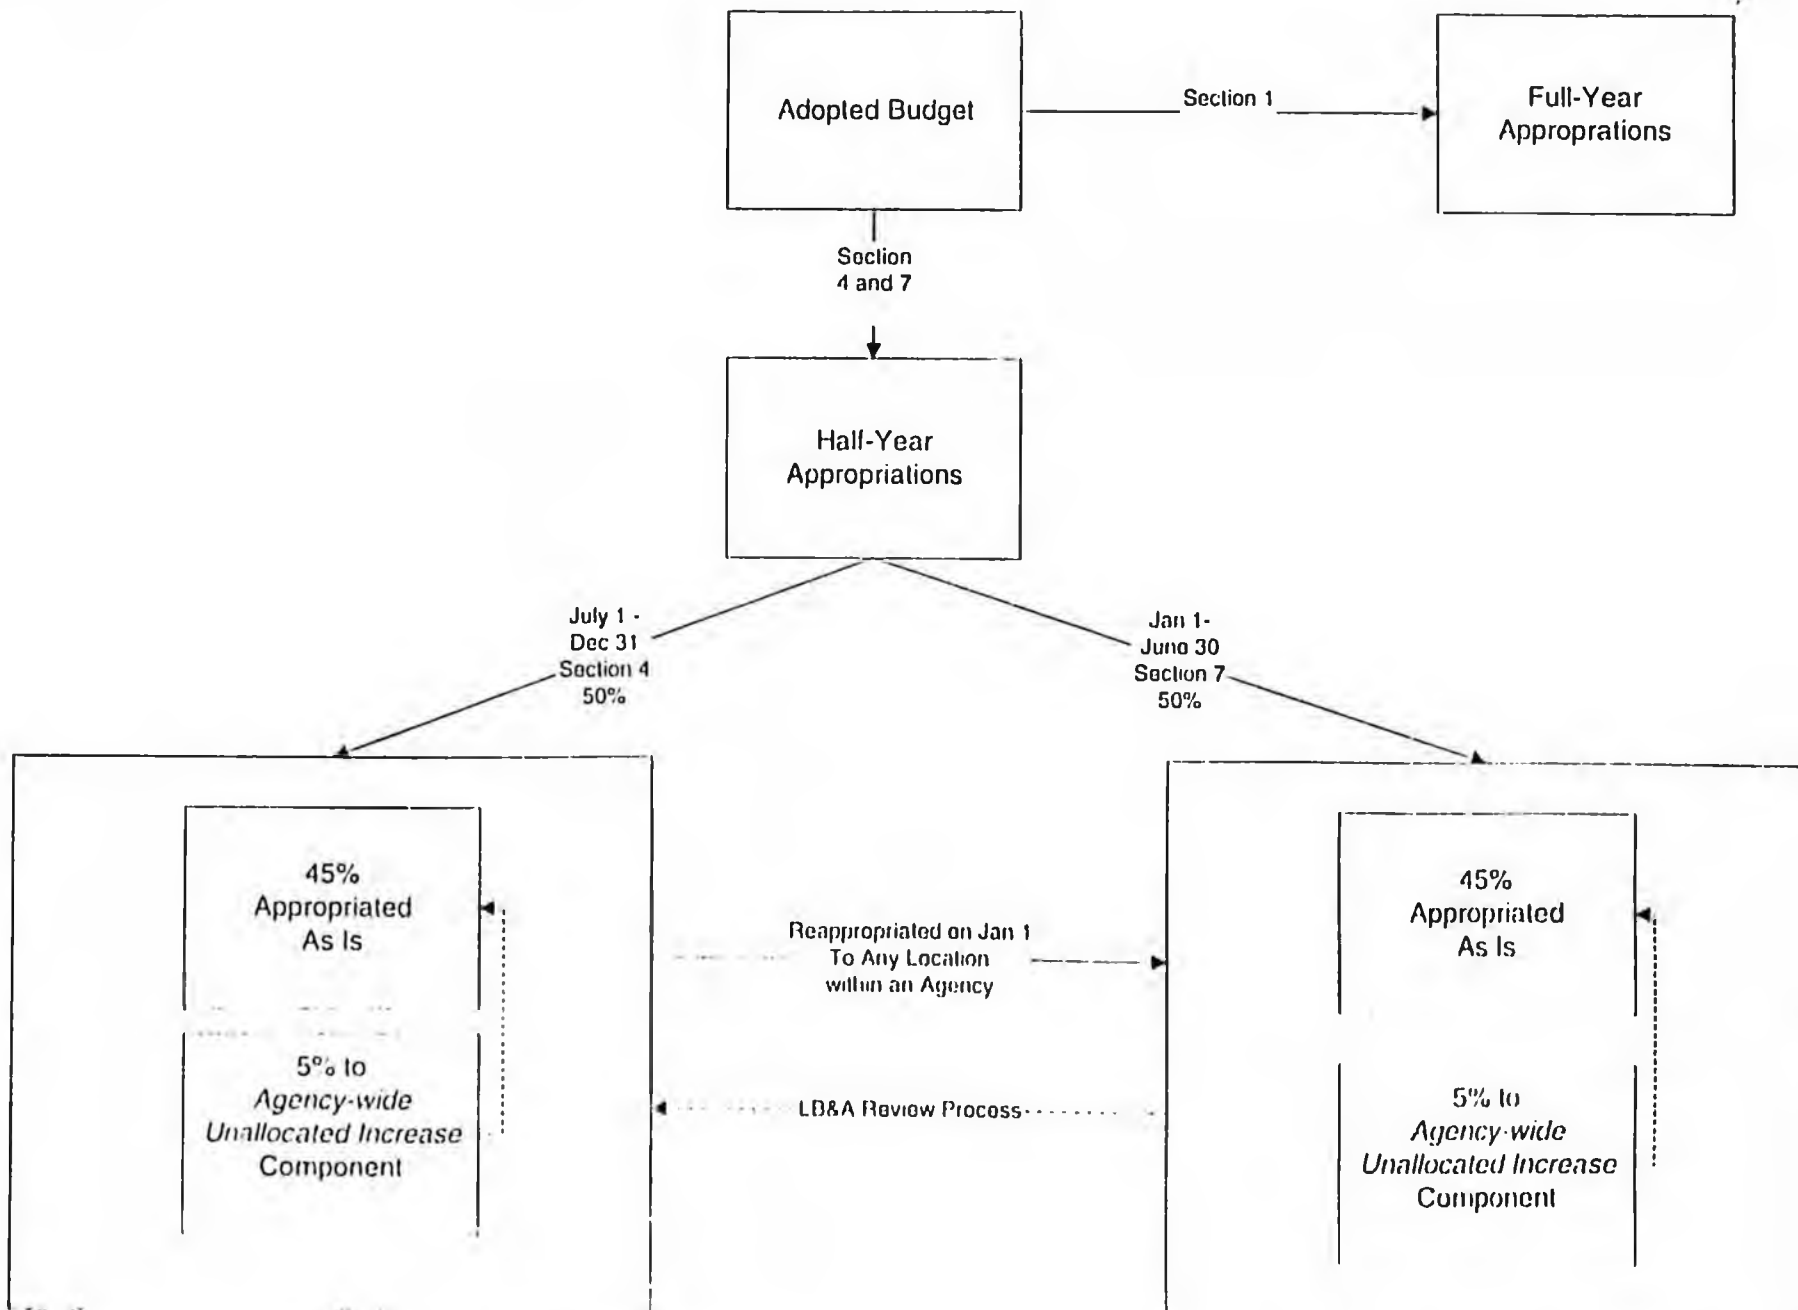 Adopted Budget
Section 1
Full-Year
Approprations
Section
4 and 7
Half-Year
Appropriations
July 1 -
Dec 31
Section 4
50%
Jan 1-
June 30
Section 7
50%
45%
Appropriated
As Is
5% to
Agency-wide
Unallocated Increase
Component
Reappropriated on Jan 1
To Any Location
within an Agency
LB&A Review Process
45%
Appropriated
As Is
5% to
Agency-wide
Unallocated Increase
Component